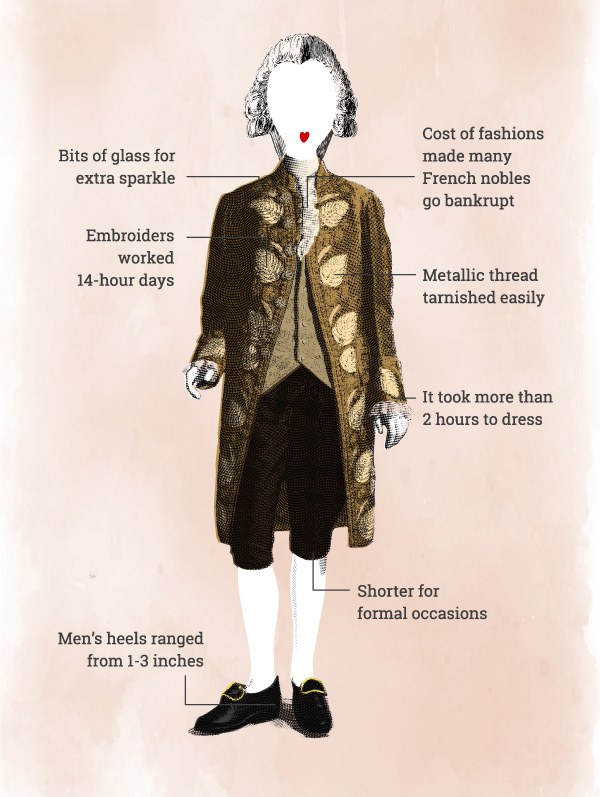 Bits of glass for
extra sparkle
Cost of fashions
made many
French nobles
go bankrupt
Embroiders
worked
14-hour days
Metallic thread
tarnished easily
It took more than
2 hours to dress
Shorter for
formal occasions
Men’s heels ranged
from 1-3 inches